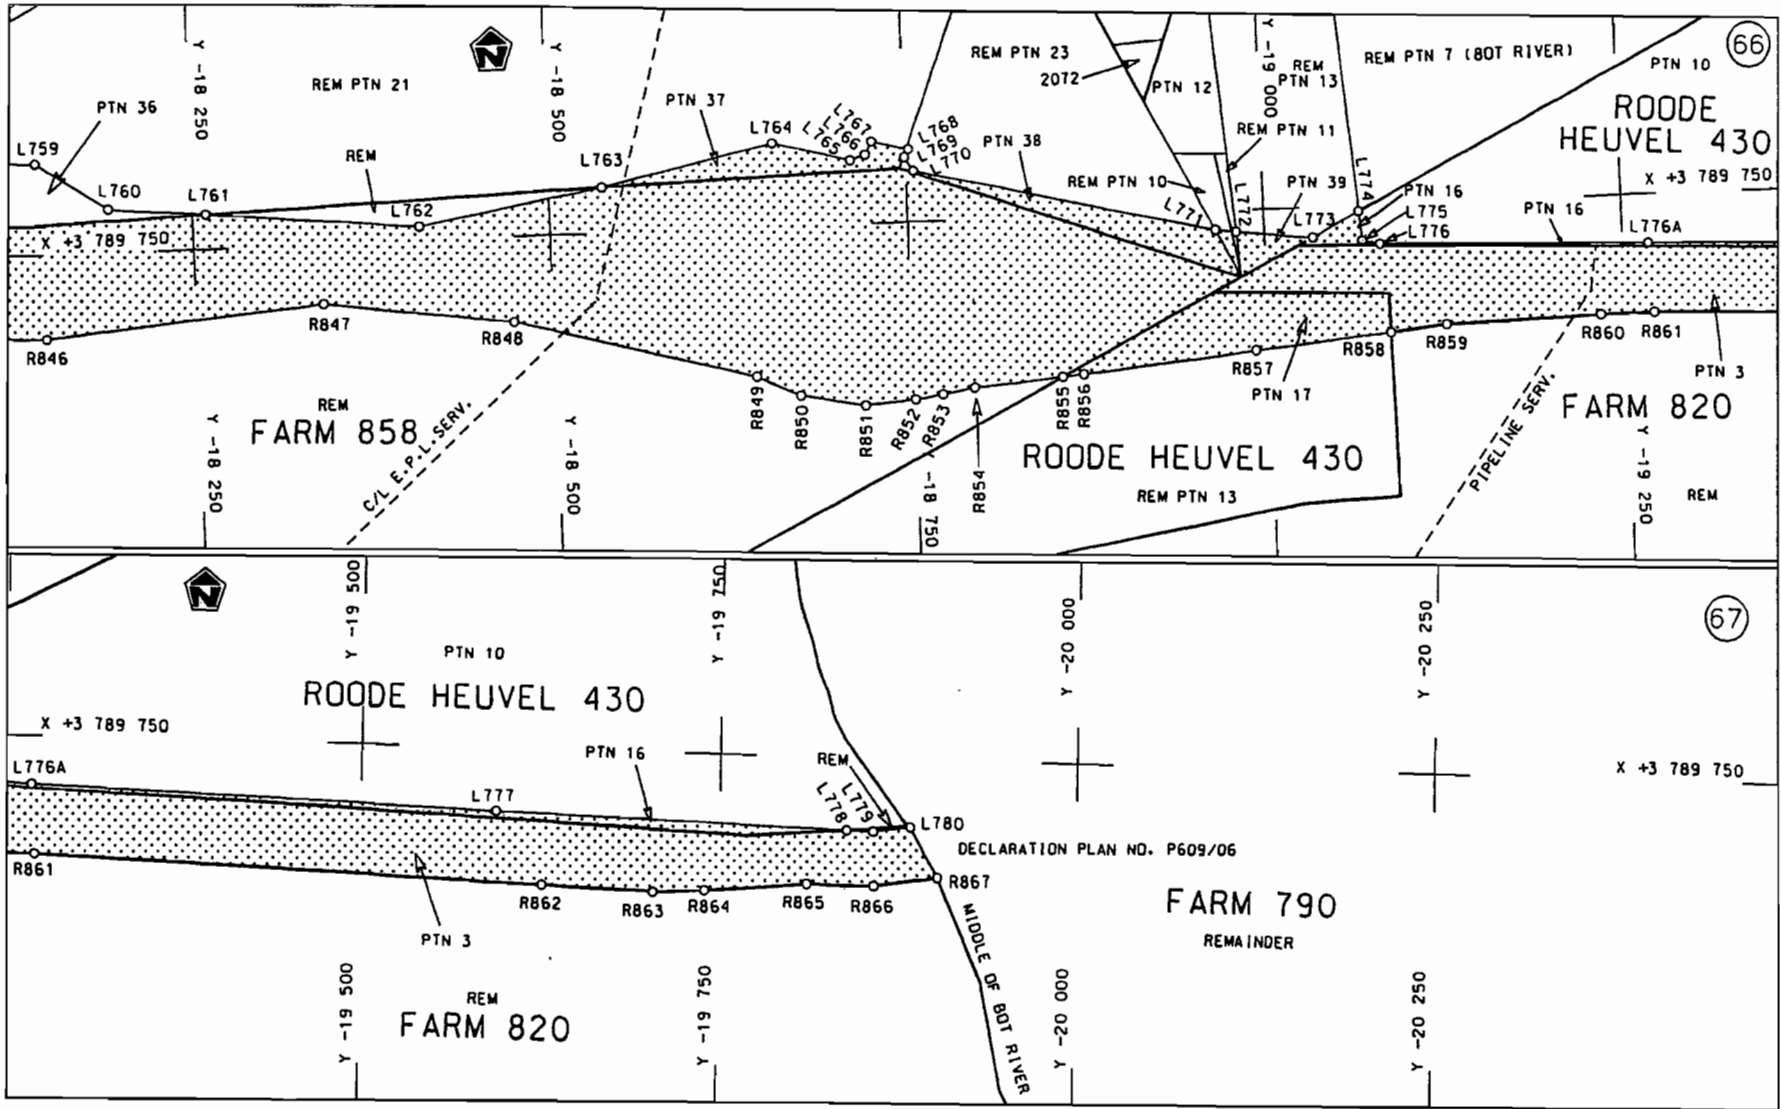 66
N
Y -18 250
Y -18 500
Y -19 000
REM PTN 23
2072
PTN 12
REM
PTN 13
REM PTN 7 (BOT RIVER)
PTN 10
ROODE
HEUVEL 430
X +3 789 750
PTN 36
REM PTN 21
PTN 37
L759
L760
L761
REM
L762
L763
L764
L765
L766
L767
L768
L769
L770
PTN 38
REM PTN 11
REM PTN 10
L771
L772
PTN 39
L773
L774
PTN 16
L775
L776
PTN 16
L776A
X +3 789 750
R846
R847
R848
R849
R850
R851
R852
R853
R854
R855
R856
R857
R858
R859
R860
R861
PTN 17
PTN 3
REM
FARM 858
C/L E.P.L. SERV.
ROODE HEUVEL 430
REM PTN 13
PIPELINE SERV.
FARM 820
REM
Y -18 250
Y -18 500
Y -18 750
Y -19 250
67
N
Y -19 500
Y -19 750
Y -20 000
Y -20 250
PTN 10
ROODE HEUVEL 430
X +3 789 750
X +3 789 750
L776A
L777
PTN 16
REM
L778
L779
L780
DECLARATION PLAN NO. P609/06
R861
R862
R863
R864
R865
R866
R867
PTN 3
FARM 790
REMAINDER
MIDDLE OF BOT RIVER
REM
FARM 820
Y -19 500
Y -19 750
Y -20 000
Y -20 250